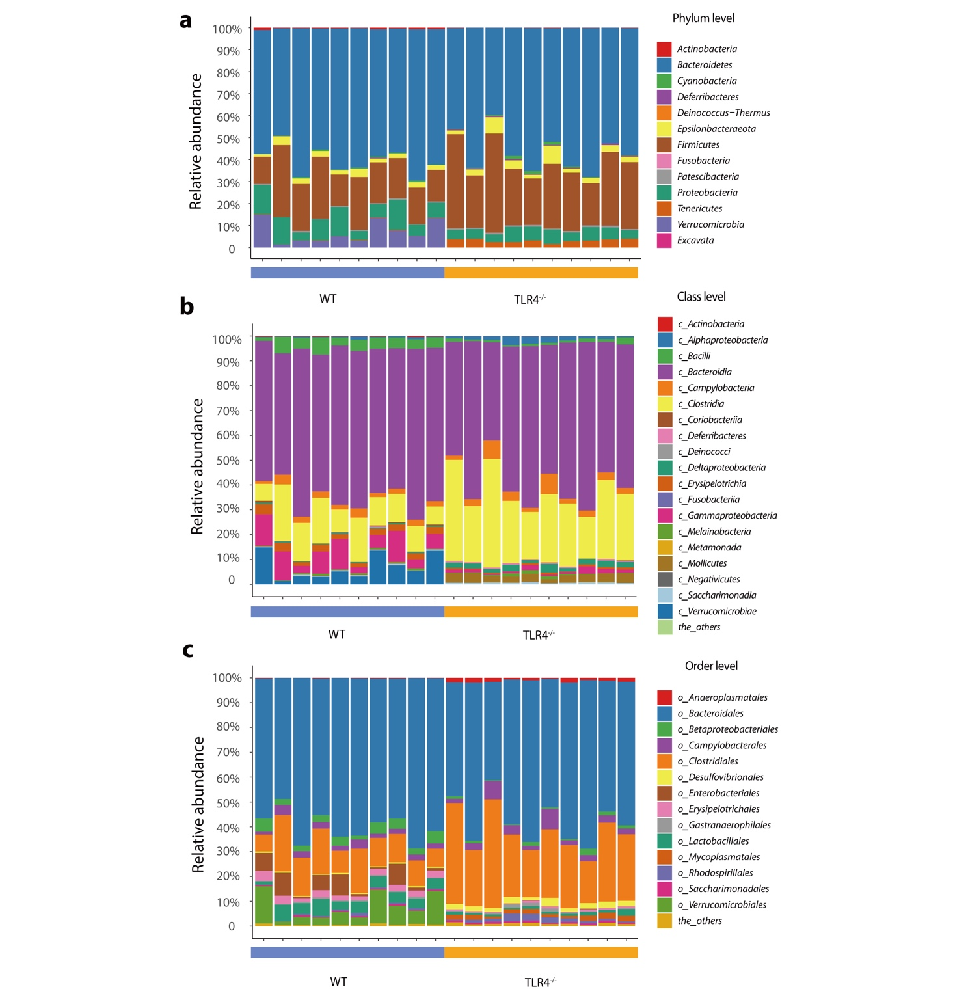 a
Phylum level
Relative abundance
100%
90%
80%
70%
60%
50%
40%
30%
20%
10%
0
Actinobacteria
Bacteroidetes
Cyanobacteria
Deferribacteres
Deinococcus−Thermus
Epsilonbacteraeota
Firmicutes
Fusobacteria
Patescibacteria
Proteobacteria
Tenericutes
Verrucomicrobia
Excavata
WT
TLR4-/-
b
Class level
Relative abundance
100%
90%
80%
70%
60%
50%
40%
30%
20%
10%
0
c_Actinobacteria
c_Alphaproteobacteria
c_Bacilli
c_Bacteroidia
c_Campylobacteria
c_Clostridia
c_Coriobacteriia
c_Deferribacteres
c_Deinococci
c_Deltaproteobacteria
c_Erysipelotrichia
c_Fusobacteriia
c_Gammaproteobacteria
c_Melainabacteria
c_Metamonada
c_Mollicutes
c_Negativicutes
c_Saccharimonadia
c_Verrucomicrobiae
the_others
WT
TLR4-/-
c
Order level
Relative abundance
100%
90%
80%
70%
60%
50%
40%
30%
20%
10%
0
o_Anaeroplasmatales
o_Bacteroidales
o_Betaproteobacteriales
o_Campylobacterales
o_Clostridiales
o_Desulfovibrionales
o_Enterobacteriales
o_Erysipelotrichales
o_Gastranaerophilales
o_Lactobacillales
o_Mycoplasmatales
o_Rhodospirillales
o_Saccharimonadales
o_Verrucomicrobiales
the_others
WT
TLR4-/-